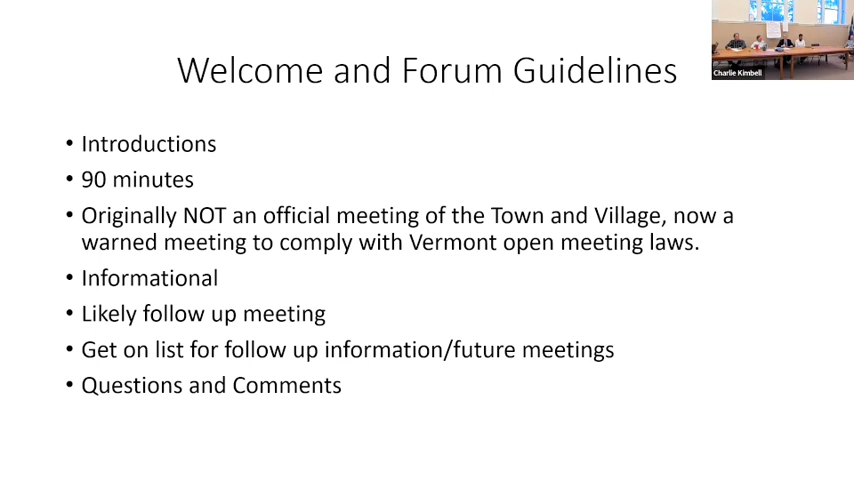 Welcome and Forum Guidelines
Charlie Kimbell
• Introductions
• 90 minutes
• Originally NOT an official meeting of the Town and Village, now a
warned meeting to comply with Vermont open meeting laws.
• Informational
• Likely follow up meeting
• Get on list for follow up information/future meetings
• Questions and Comments